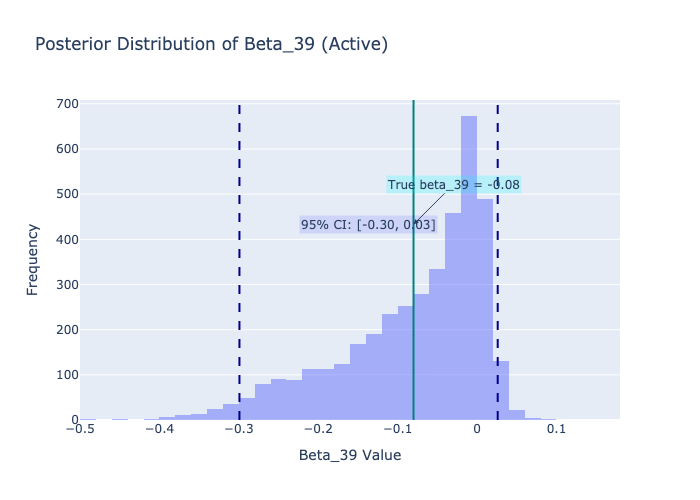 Posterior Distribution of Beta_39 (Active)
700
600
500
400
300
200
100
0
Frequency
True beta_39 = -0.08
95% CI: [-0.30, 0.03]
−0.5 −0.4 −0.3 −0.2 −0.1 0 0.1
Beta_39 Value